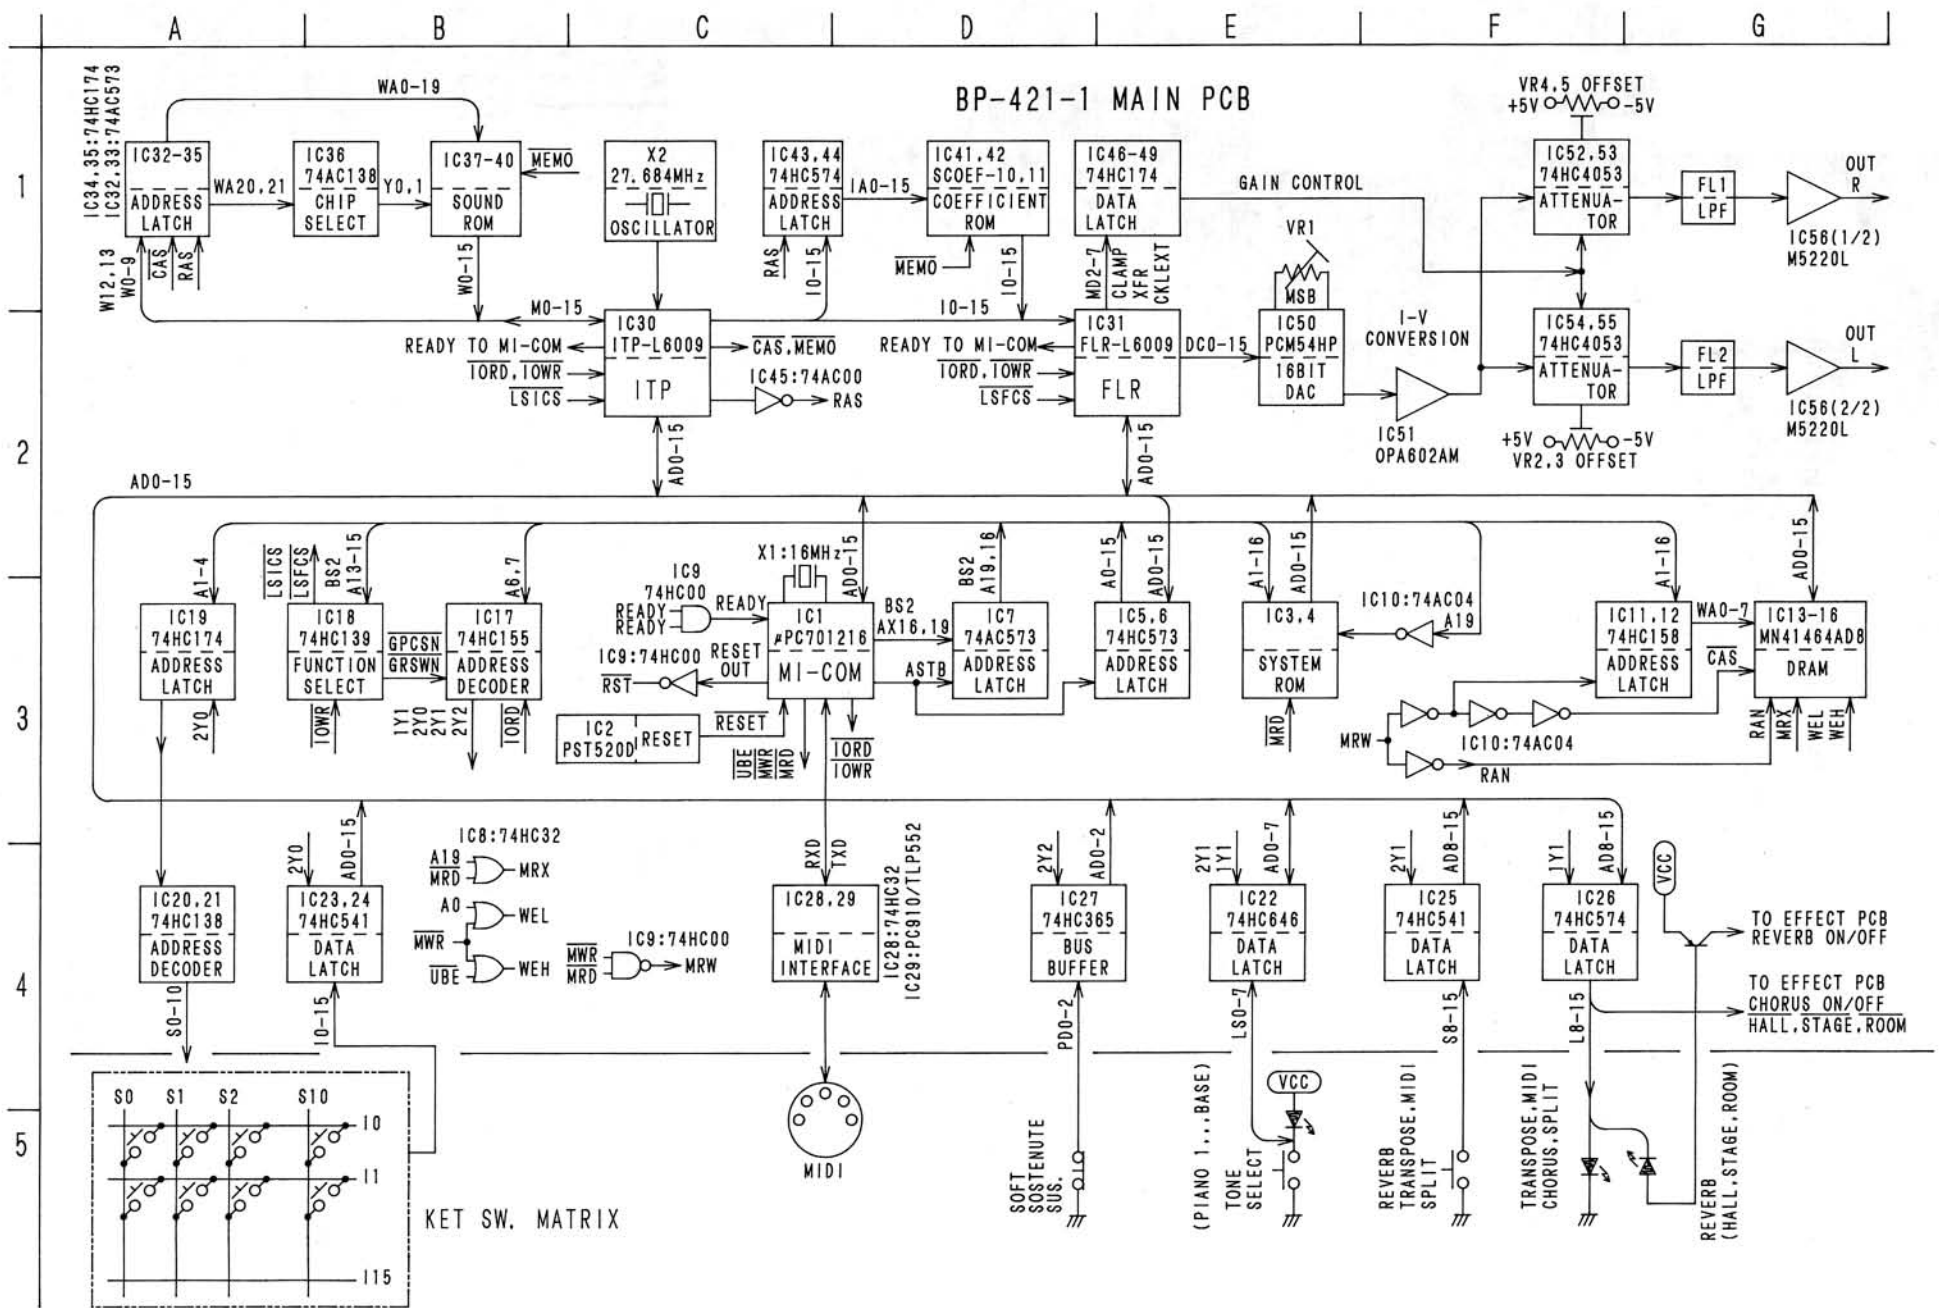 A B C D E F G
1
2
3
4
5
BP-421-1 MAIN PCB
IC34,35:74HC174
IC32,33:74AC573
WA0-19
IC32-35
ADDRESS
LATCH
WA20,21
IC36
74AC138
CHIP
SELECT
Y0,1
IC37-40
SOUND
ROM
MEMO
W12,13
W0-9
CAS
RAS
W0-15
M0-15
X2
27.684MHz
OSCILLATOR
IC43,44
74HC574
ADDRESS
LATCH
IA0-15
RAS
I0-15
IC41,42
SCOEF-10,11
COEFFICIENT
ROM
MEMO
I0-15
I0-15
IC46-49
74HC174
DATA
LATCH
MD2-7
CLAMP
XFR
CKLEXT
GAIN CONTROL
VR1
MSB
IC50
PCM54HP
16BIT
DAC
DC0-15
I-V
CONVERSION
IC51
OPA602AM
VR4,5 OFFSET
+5V
-5V
IC52,53
74HC4053
ATTENUA-
TOR
FL1
LPF
OUT
R
IC56(1/2)
M5220L
IC54,55
74HC4053
ATTENUA-
TOR
FL2
LPF
OUT
L
IC56(2/2)
M5220L
+5V
-5V
VR2,3 OFFSET
IC30
ITP-L6009
ITP
READY TO MI-COM
IORD,IOWR
LSICS
CAS,MEMO
IC45:74AC00
RAS
AD0-15
IC31
FLR-L6009
FLR
READY TO MI-COM
IORD,IOWR
LSFCS
AD0-15
AD0-15
A1-4
IC19
74HC174
ADDRESS
LATCH
2Y0
LSICS
LSFCS
BS2
A13-15
IC18
74HC139
FUNCTION
SELECT
IOWR
GPCSN
GRSWN
A6,7
IC17
74HC155
ADDRESS
DECODER
1Y1
2Y0
2Y1
2Y2
IORD
X1:16MHz
IC9
74HC00
READY
READY
READY
IC9:74HC00
RESET
OUT
RST
IC2
PST520D
RESET
RESET
IC1
μPC701216
MI-COM
AD0-15
UBE
MWR
MRD
IORD
IOWR
BS2
AX16,19
ASTB
BS2
A19,16
IC7
74AC573
ADDRESS
LATCH
A0-15
AD0-15
IC5,6
74HC573
ADDRESS
LATCH
A1-16
AD0-15
IC3,4
SYSTEM
ROM
MRD
IC10:74AC04
A19
A1-16
IC11,12
74HC158
ADDRESS
LATCH
WA0-7
CAS
AD0-15
IC13-16
MN41464AD8
DRAM
MRW
IC10:74AC04
RAN
RAN
MRX
WEL
WEH
IC20,21
74HC138
ADDRESS
DECODER
S0-10
2Y0
AD0-15
IC23,24
74HC541
DATA
LATCH
I0-15
IC8:74HC32
A19
MRD
MRX
A0
WEL
MWR
UBE
WEH
IC9:74HC00
MWR
MRD
MRW
RXD
TXD
IC28,29
MIDI
INTERFACE
IC28:74HC32
IC29:PC910/TLP552
MIDI
2Y2
AD0-2
IC27
74HC365
BUS
BUFFER
PD0-2
SOFT
SOSTENUTE
SUS.
2Y1
1Y1
AD0-7
IC22
74HC646
DATA
LATCH
LS0-7
VCC
(PIANO 1...BASE)
TONE
SELECT
2Y1
AD8-15
IC25
74HC541
DATA
LATCH
S8-15
REVERB
TRANSPOSE,MIDI
SPLIT
1Y1
AD8-15
IC26
74HC574
DATA
LATCH
L8-15
TRANSPOSE,MIDI
CHORUS,SPLIT
VCC
TO EFFECT PCB
REVERB ON/OFF
TO EFFECT PCB
CHORUS ON/OFF
HALL,STAGE,ROOM
REVERB
(HALL,STAGE,ROOM)
S0 S1 S2 S10
I0
I1
I15
KET SW. MATRIX